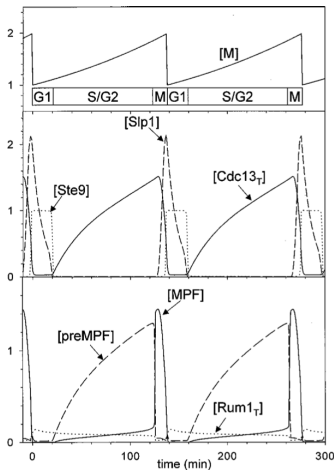 2
[M]
1
G1 S/G2 M G1 S/G2 M
[Slp1]
2
[Ste9]
[Cdc13T]
1
0
[MPF]
[preMPF]
1
[Rum1T]
0
0 100 200 300
time (min)